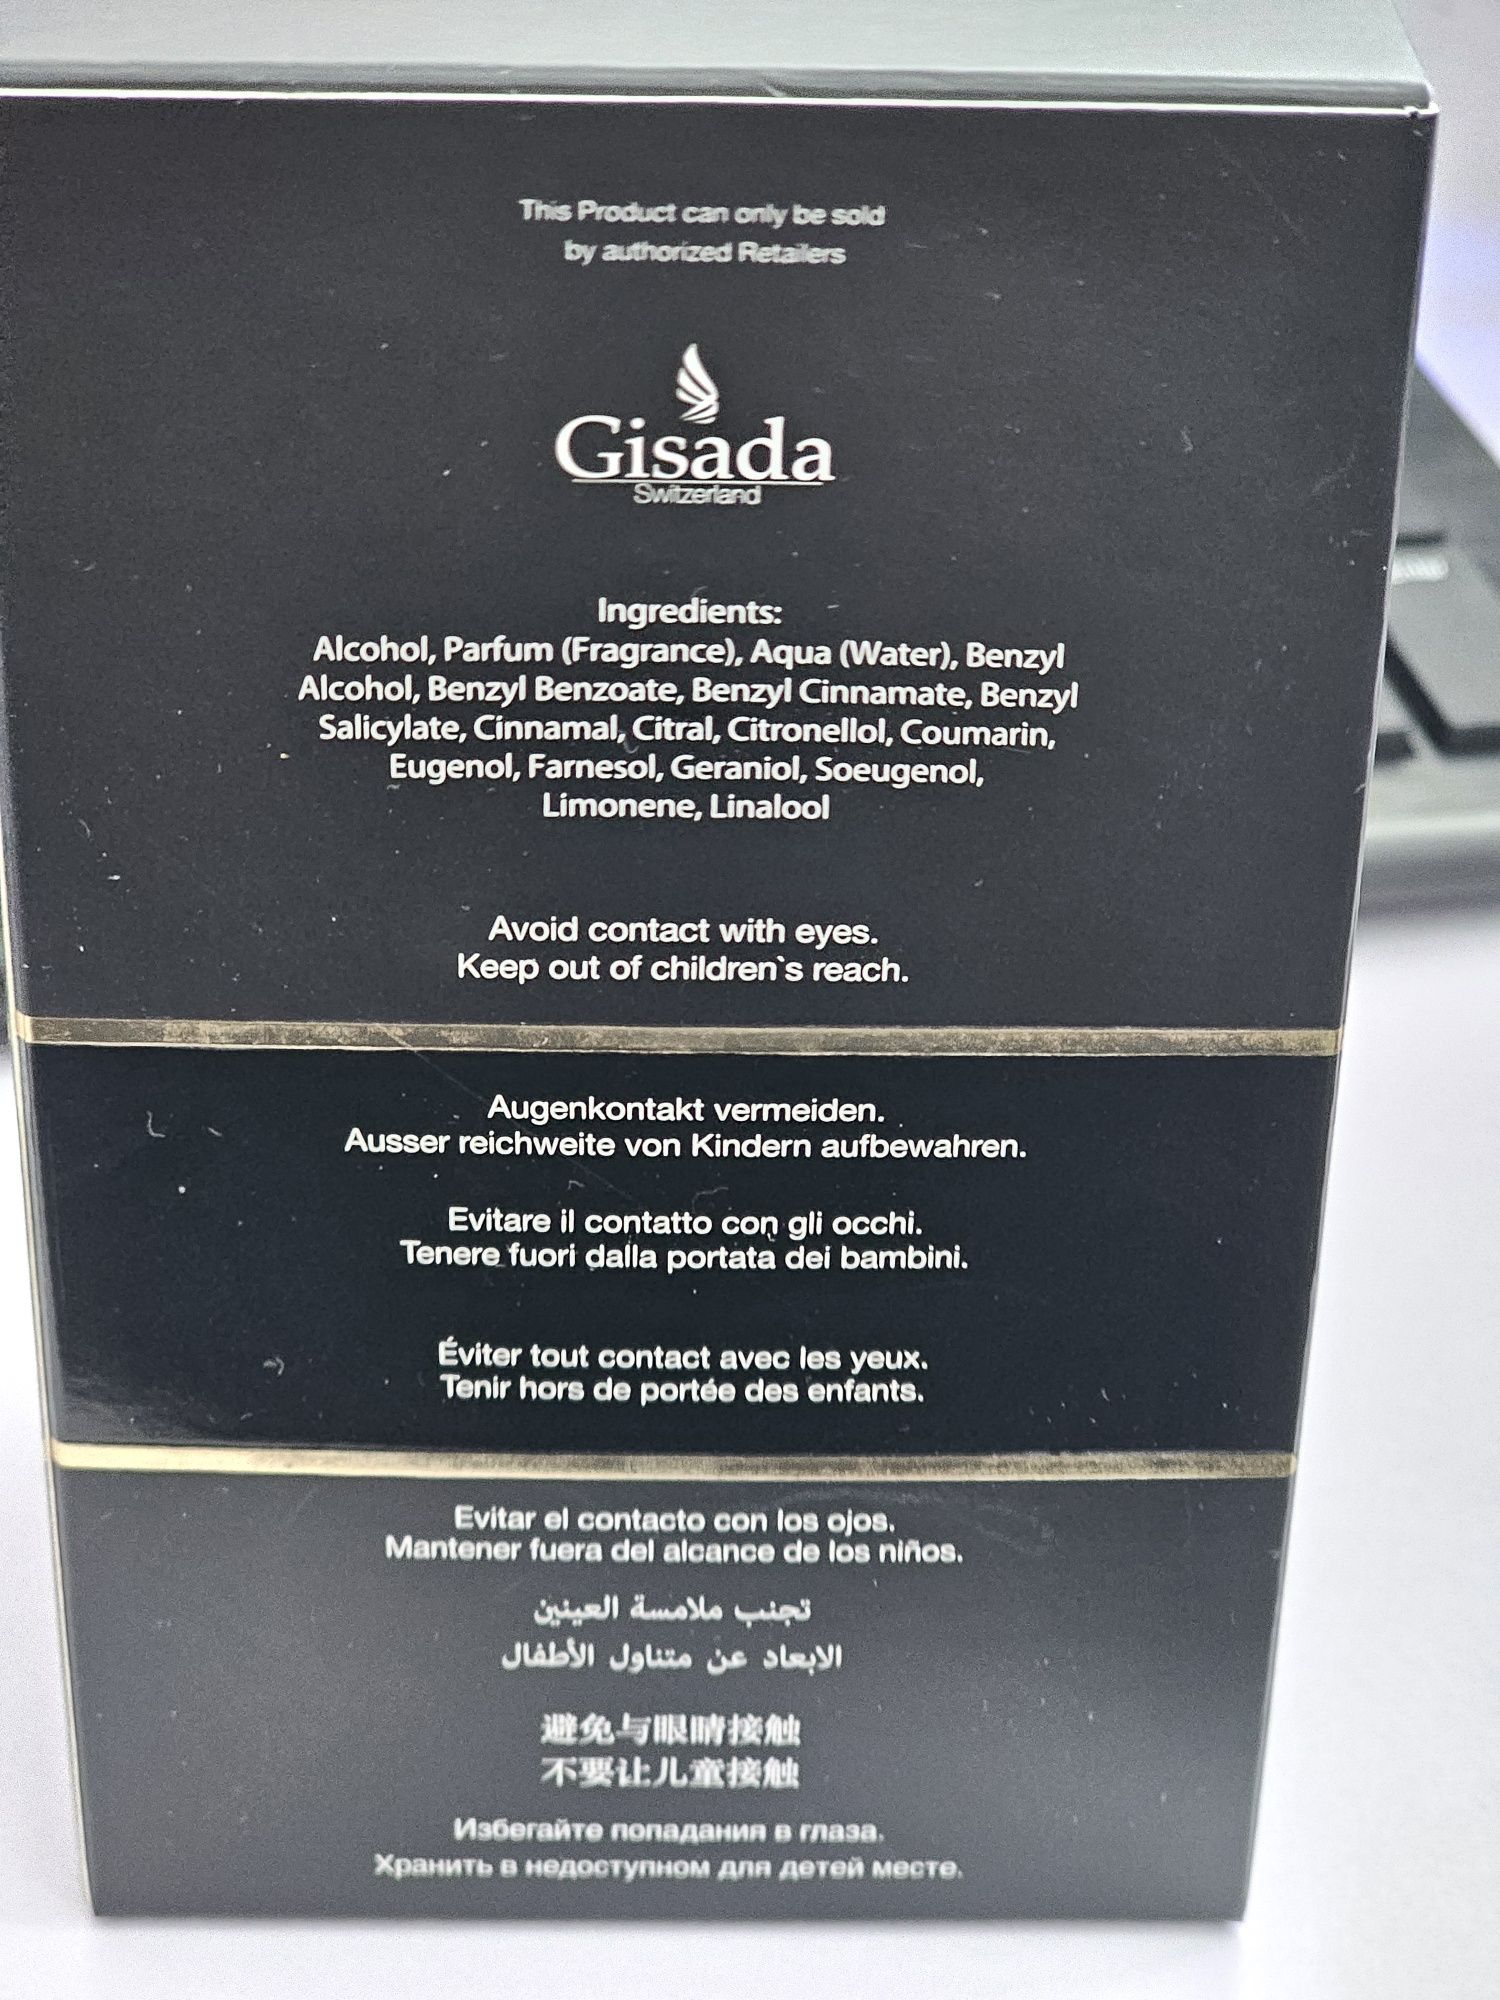 This Product can only be sold
by authorized Retailers
Gisada
Switzerland
Ingredients:
Alcohol, Parfum (Fragrance), Aqua (Water), Benzyl
Alcohol, Benzyl Benzoate, Benzyl Cinnamate, Benzyl
Salicylate, Cinnamal, Citral, Citronellol, Coumarin,
Eugenol, Farnesol, Geraniol, Soeugenol,
Limonene, Linalool
Avoid contact with eyes.
Keep out of children`s reach.
Augenkontakt vermeiden.
Ausser reichweite von Kindern aufbewahren.
Evitare il contatto con gli occhi.
Tenere fuori dalla portata dei bambini.
Éviter tout contact avec les yeux.
Tenir hors de portée des enfants.
Evitar el contacto con los ojos.
Mantener fuera del alcance de los niños.
تجنب ملامسة العينين
الابعاد عن متناول الأطفال
避免与眼睛接触
不要让儿童接触
Избегайте попадания в глаза.
Хранить в недоступном для детей месте.